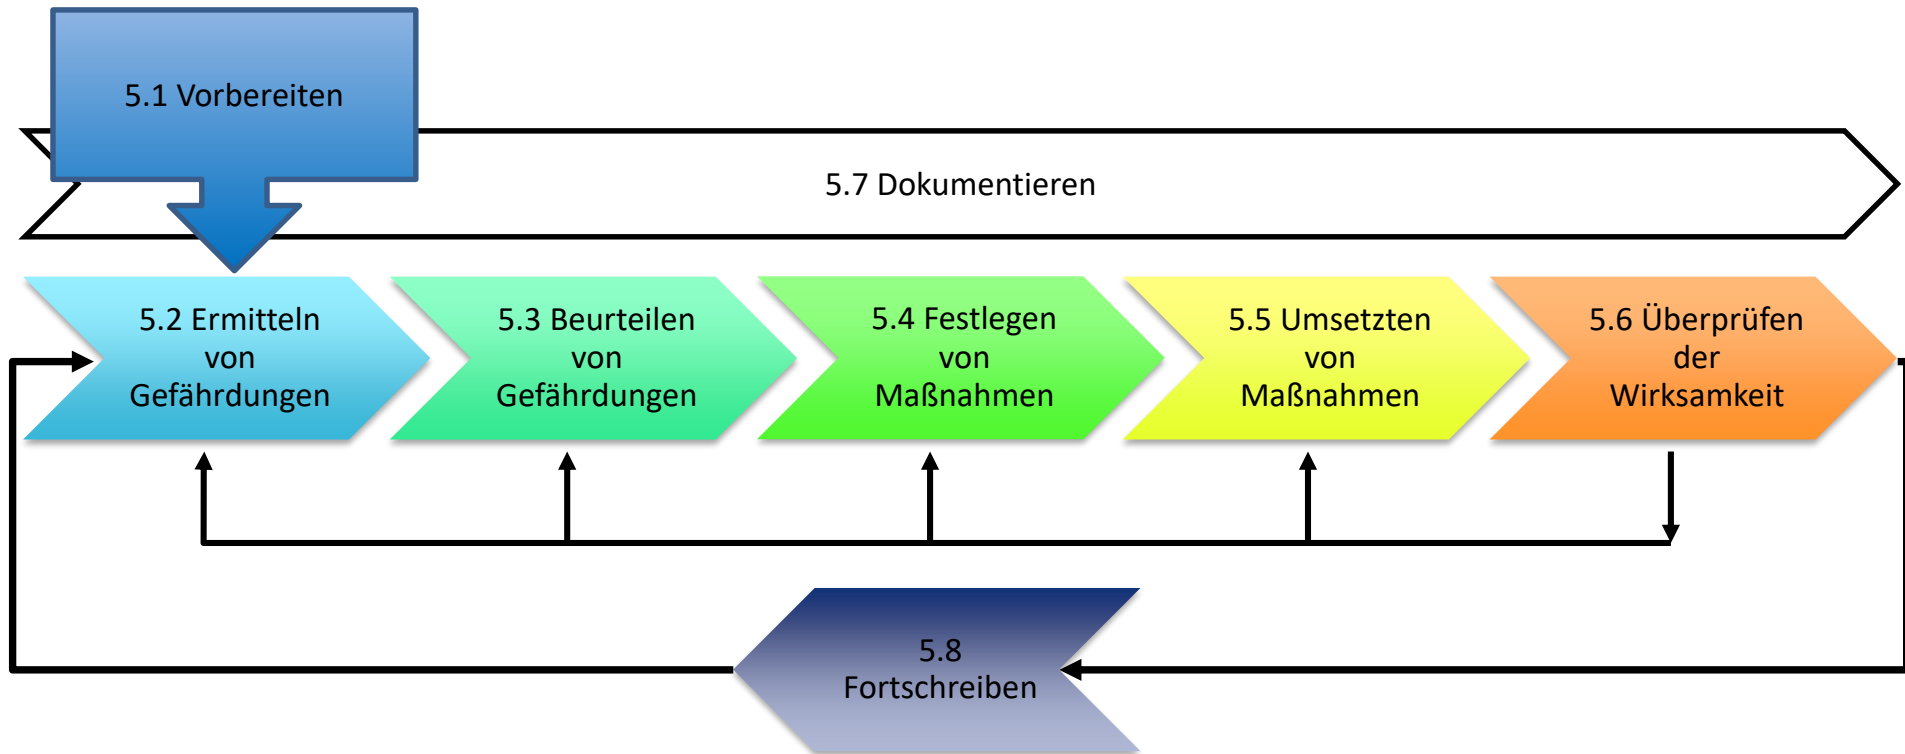 5.1 Vorbereiten
5.7 Dokumentieren
5.2 Ermitteln
von
Gefährdungen
5.3 Beurteilen
von
Gefährdungen
5.4 Festlegen
von
Maßnahmen
5.5 Umsetzten
von
Maßnahmen
5.6 Überprüfen
der
Wirksamkeit
5.8
Fortschreiben